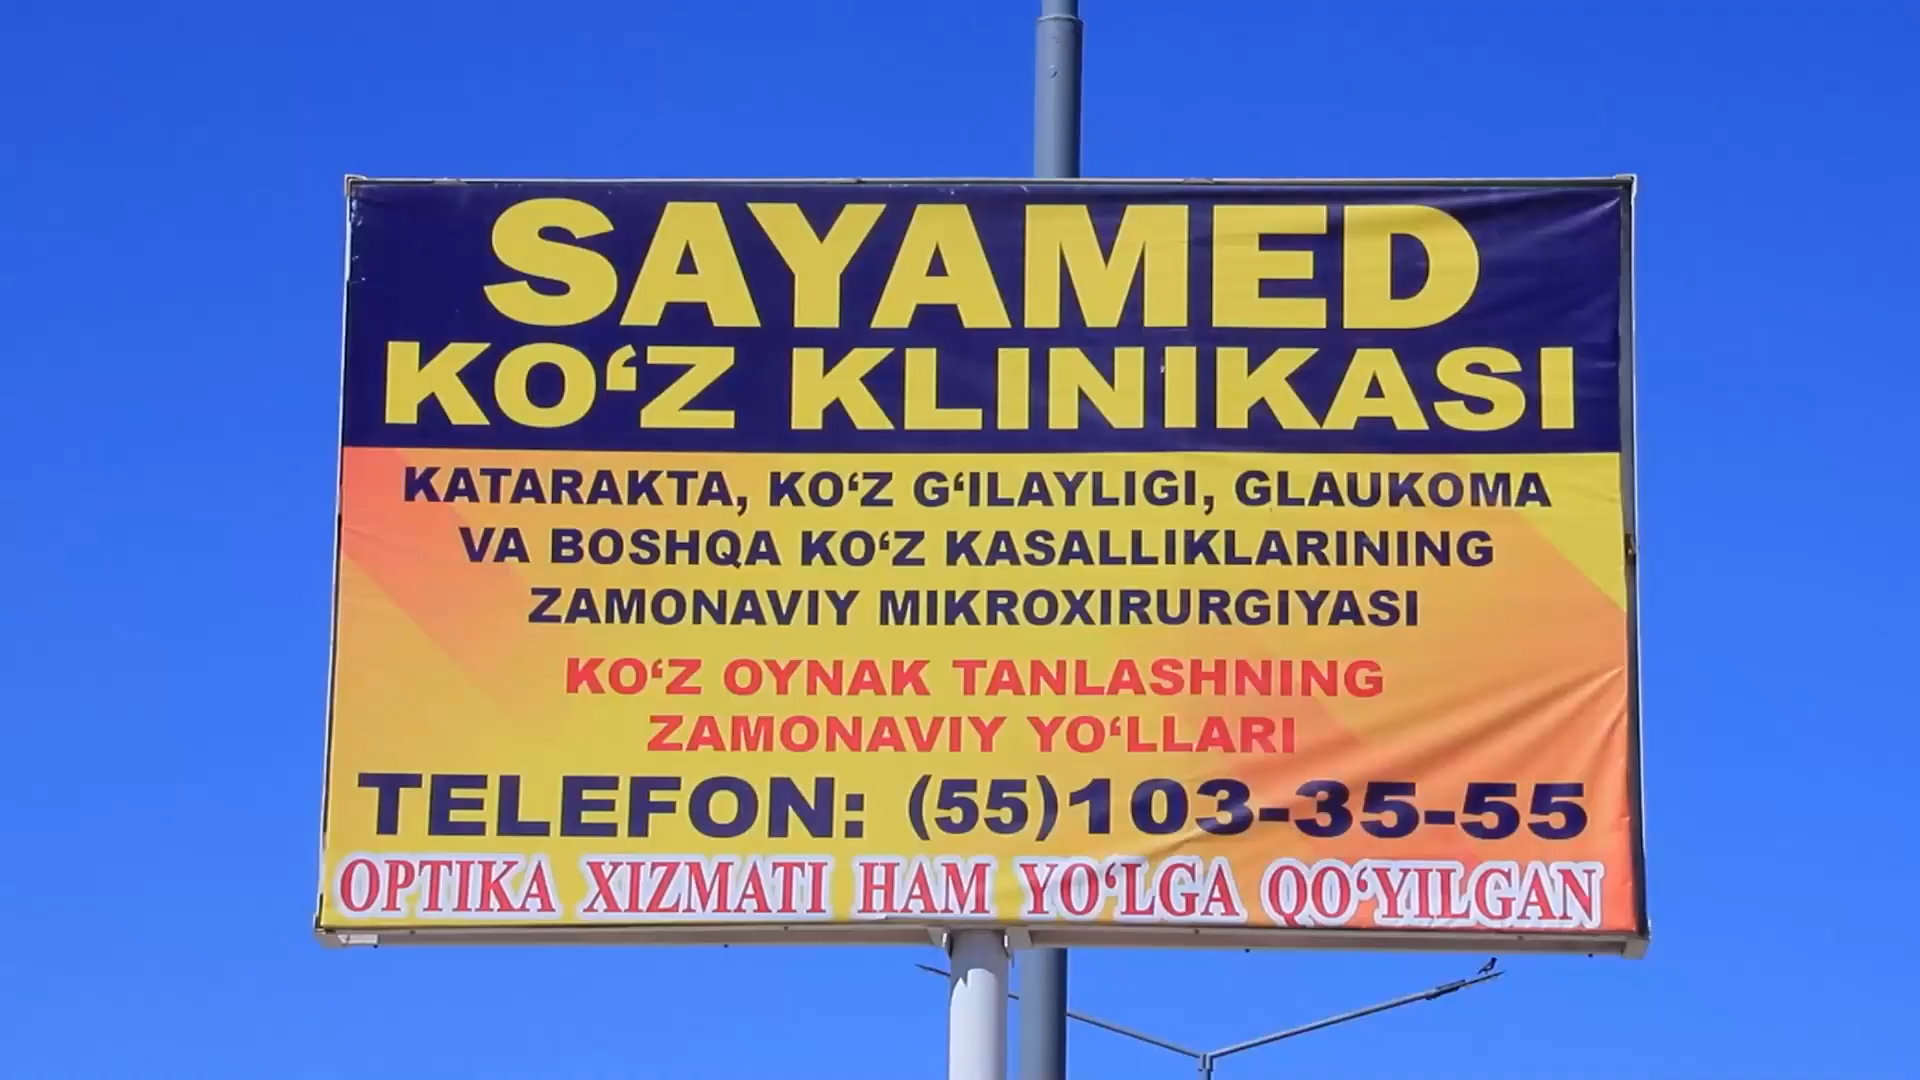 SAYAMED
KO‘Z KLINIKASI
KATARAKTA, KO‘Z G‘ILAYLIGI, GLAUKOMA
VA BOSHQA KO‘Z KASALLIKLARINING
ZAMONAVIY MIKROXIRURGIYASI
KO‘Z OYNAK TANLASHNING
ZAMONAVIY YO‘LLARI
TELEFON: (55)103-35-55
OPTIKA XIZMATI HAM YO‘LGA QO‘YILGAN